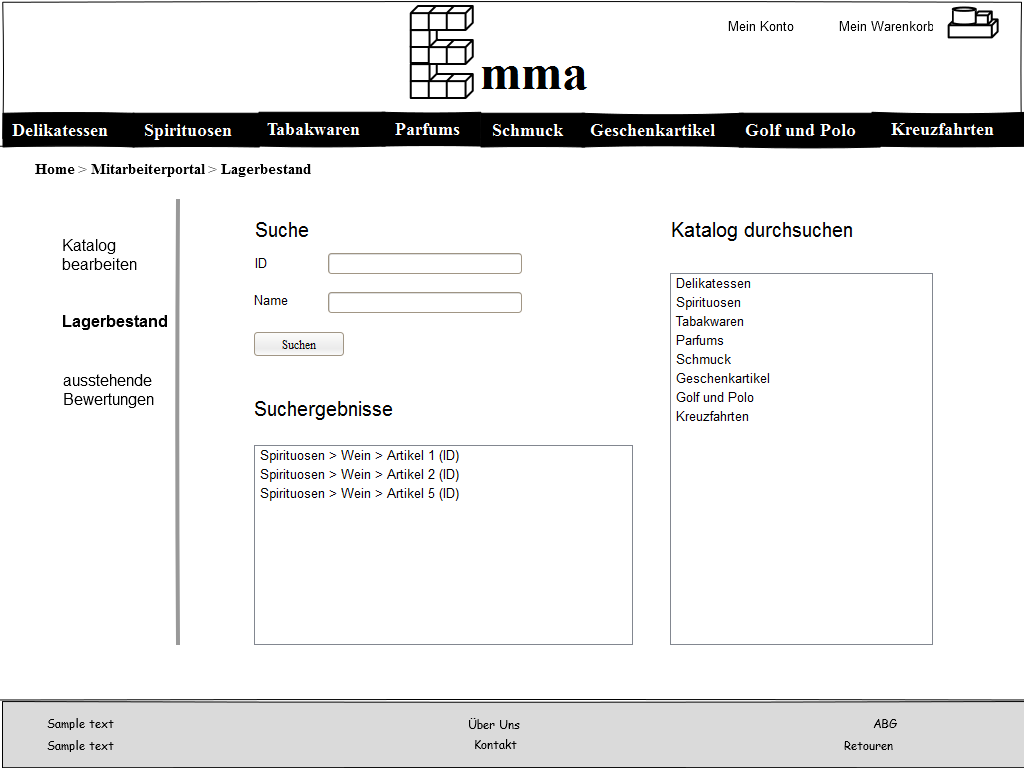 Mein Konto
Mein Warenkorb
Emma
Delikatessen Spirituosen Tabakwaren Parfums Schmuck Geschenkartikel Golf und Polo Kreuzfahrten
Home > Mitarbeiterportal > Lagerbestand
Katalog
bearbeiten
Lagerbestand
ausstehende
Bewertungen
Suche
ID
Name
Suchen
Suchergebnisse
Spirituosen > Wein > Artikel 1 (ID)
Spirituosen > Wein > Artikel 2 (ID)
Spirituosen > Wein > Artikel 5 (ID)
Katalog durchsuchen
Delikatessen
Spirituosen
Tabakwaren
Parfums
Schmuck
Geschenkartikel
Golf und Polo
Kreuzfahrten
Sample text
Sample text
Über Uns
Kontakt
ABG
Retouren